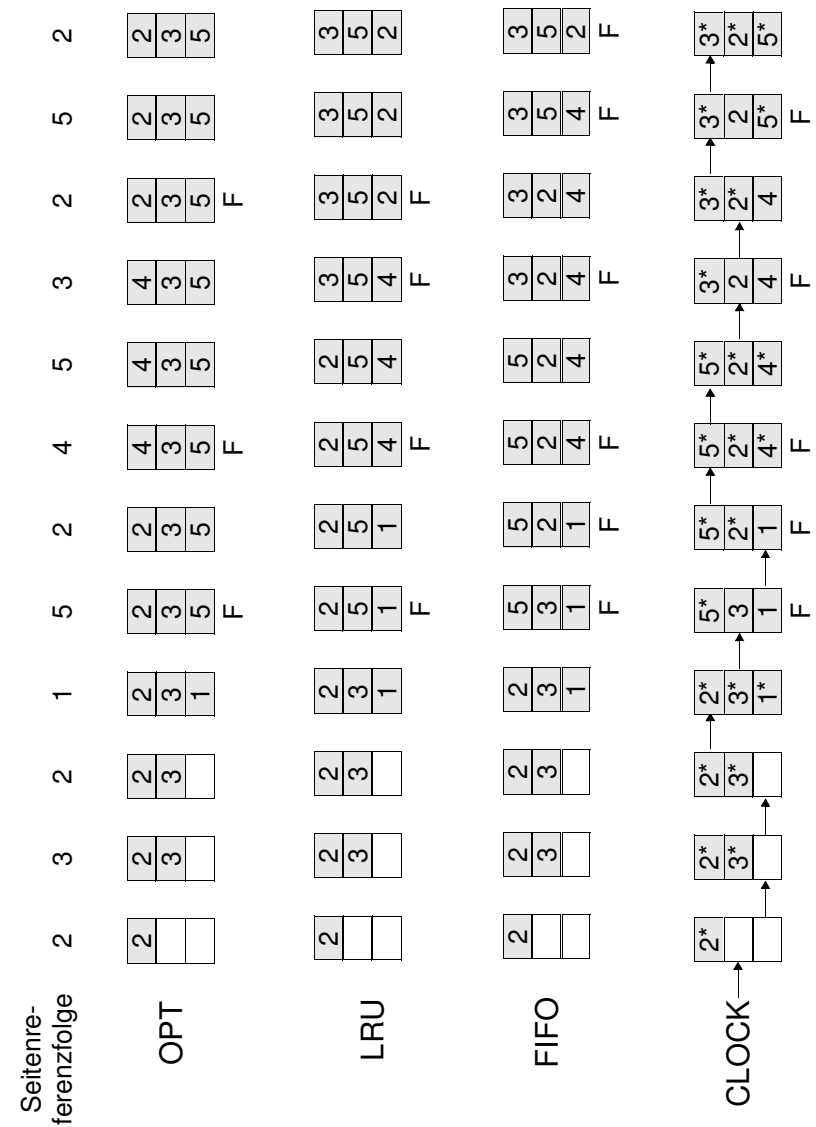 Seitenre-
ferenzfolge 2 3 2 1 5 2 4 5 3 2 5 2
2 2 2 2 2 2 4 4 4 2 2 2
OPT 3 3 3 3 3 3 3 3 3 3 3
1 5 5 5 5 5 5 5 5
F F F
2 2 2 2 2 2 2 2 3 3 3 3
LRU 3 3 3 5 5 5 5 5 5 5 5
1 1 1 4 4 4 2 2 2
F F F F
2 2 2 2 5 5 5 5 3 3 3 3
FIFO 3 3 3 3 2 2 2 2 2 5 5
1 1 1 4 4 4 4 4 2
F F F F F F
2* 2* 2* 2* 5* 5* 5* 5* 3* 3* 3* 3*
CLOCK 3* 3* 3* 3 2* 2* 2* 2 2* 2 2*
1* 1 1 4* 4* 4 4 5* 5*
F F F F F